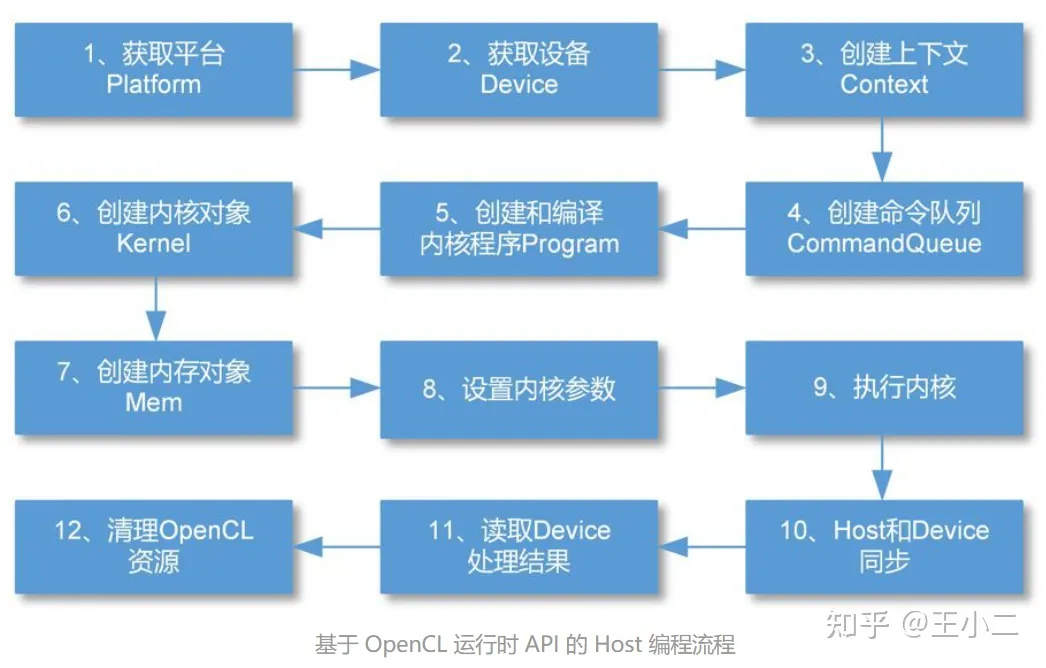 1、获取平台
Platform
2、获取设备
Device
3、创建上下文
Context
6、创建内核对象
Kernel
5、创建和编译
内核程序Program
4、创建命令队列
CommandQueue
7、创建内存对象
Mem
8、设置内核参数
9、执行内核
12、清理OpenCL
资源
11、读取Device
处理结果
10、Host和Device
同步
知乎 @王小二
基于 OpenCL 运行时 API 的 Host 编程流程